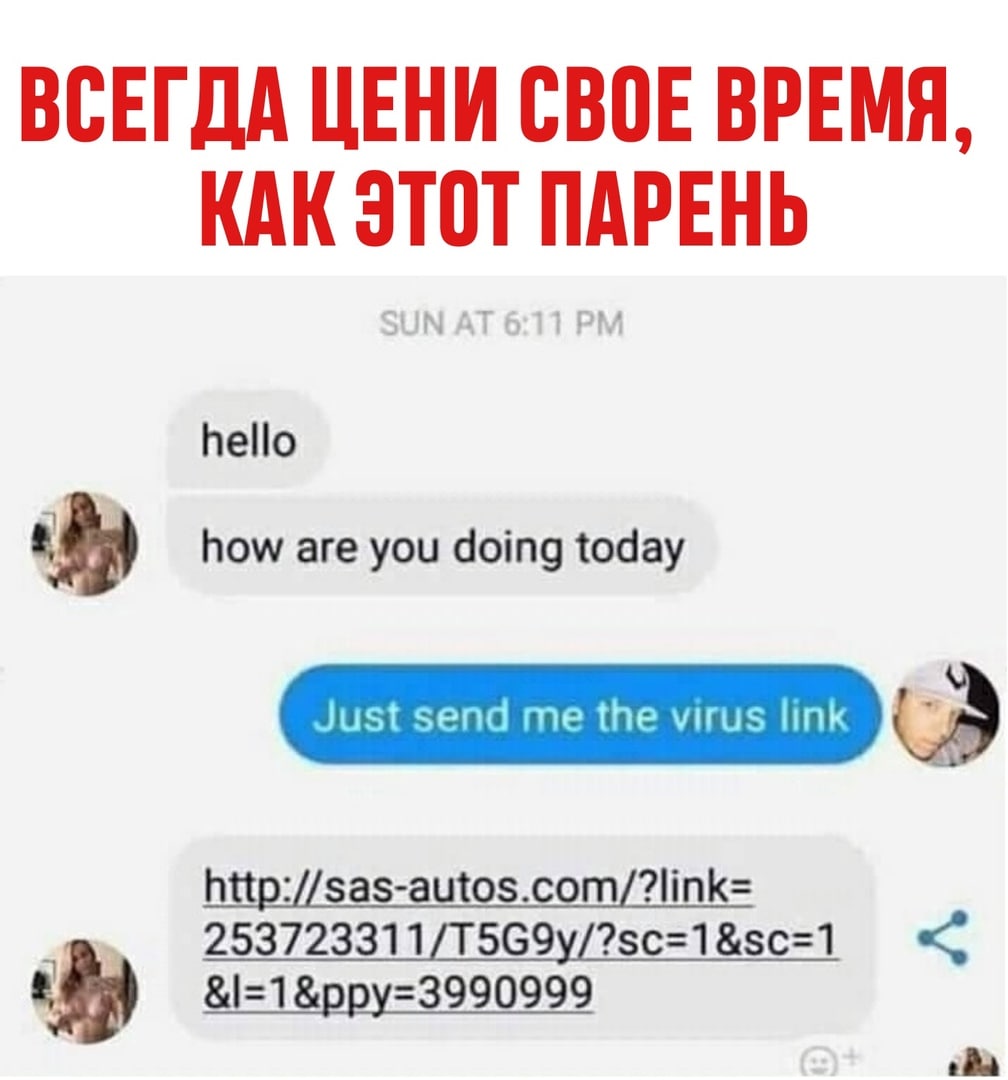 ВСЕГДА ЦЕНИ СВОЕ ВРЕМЯ,
КАК ЭТОТ ПАРЕНЬ
SUN AT 6:11 PM
hello
how are you doing today
Just send me the virus link
http://sas-autos.com/?link=
253723311/T5G9y/?sc=1&sc=1
&l=1&ppy=3990999